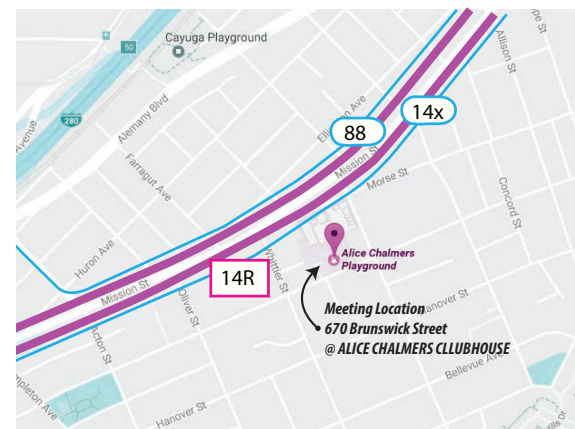 Cayuga Playground
50
280
Avenue
Alemany Blvd
Farragut Ave
Huron Ave
Mission St
Allison St
88
14x
Mission St
Morse St
Concord St
14R
Whittier St
Oliver St
Acton St
Alice Chalmers
Playground
Meeting Location
670 Brunswick Street
@ ALICE CHALMERS CLLUBHOUSE
Hanover St
Bellevue Ave
Hanover St